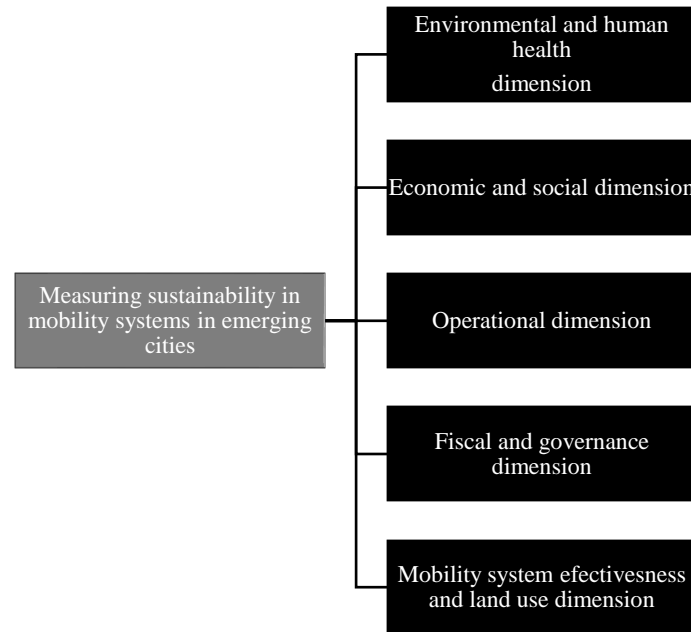 Environmental and human
health
dimension
Economic and social dimension
Measuring sustainability in
mobility systems in emerging
cities
Operational dimension
Fiscal and governance
dimension
Mobility system efectivesness
and land use dimension